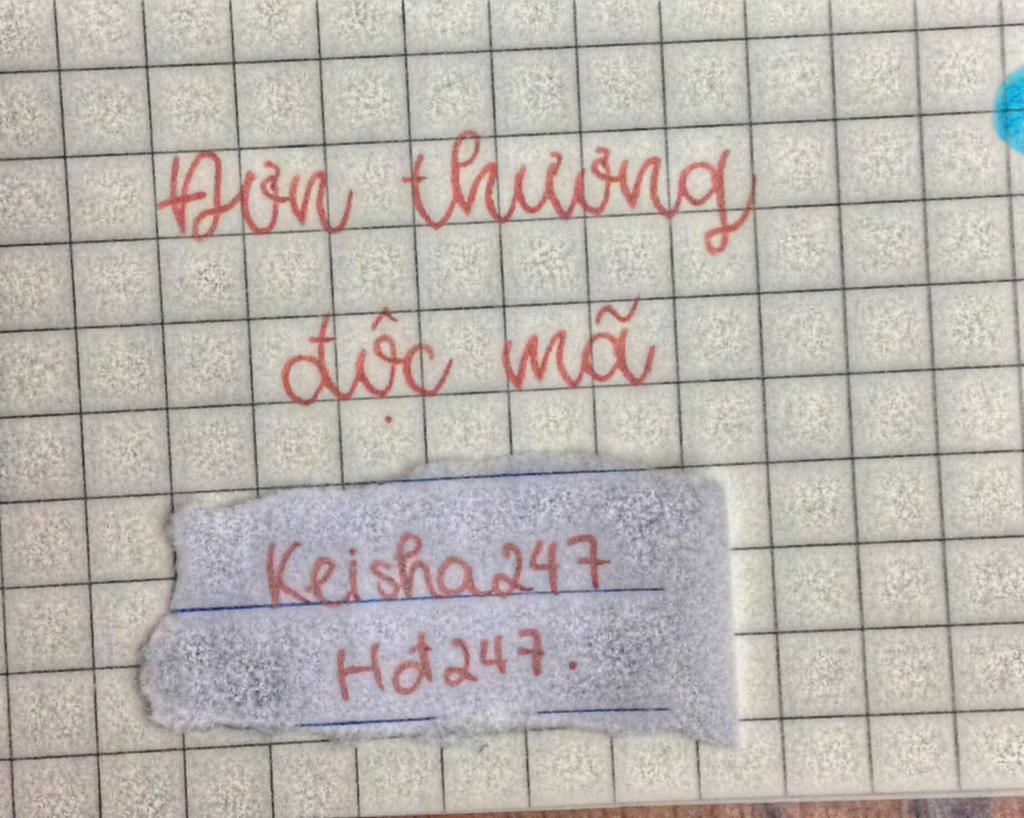 Đơn thương
độc mã
Keisha247
Hđ247.